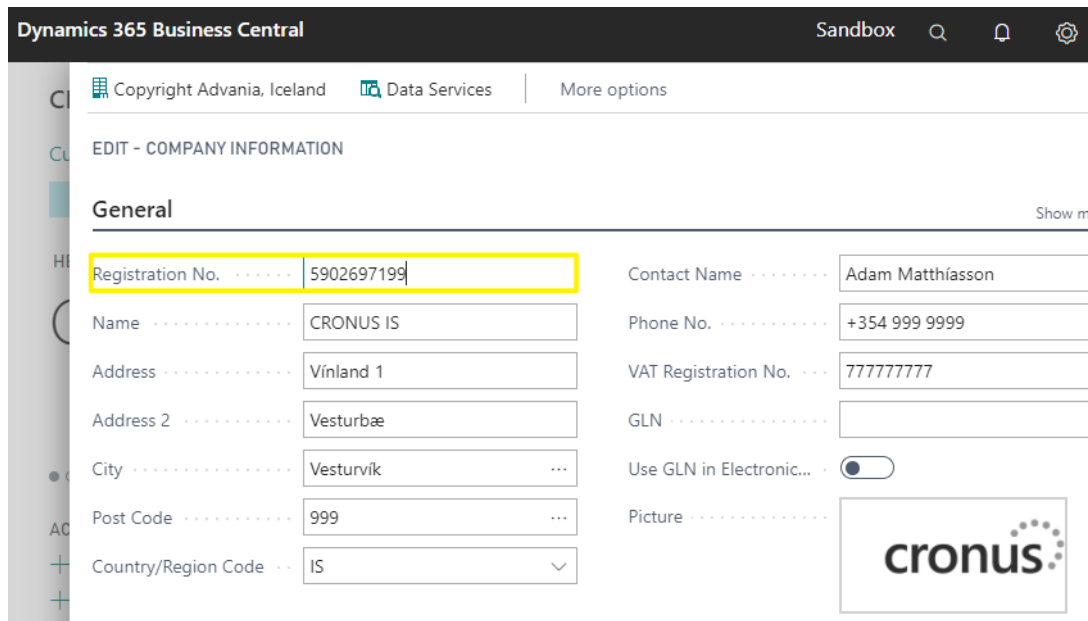 Dynamics 365 Business Central
Sandbox
Copyright Advania, Iceland
Data Services
More options
EDIT - COMPANY INFORMATION
General
Show m
Registration No.
5902697199
Name
CRONUS IS
Address
Vínland 1
Address 2
Vesturbæ
City
Vesturvík
Post Code
999
Country/Region Code
IS
Contact Name
Adam Matthíasson
Phone No.
+354 999 9999
VAT Registration No.
777777777
GLN
Use GLN in Electronic...
Picture
cronus
Cu
HE
AC